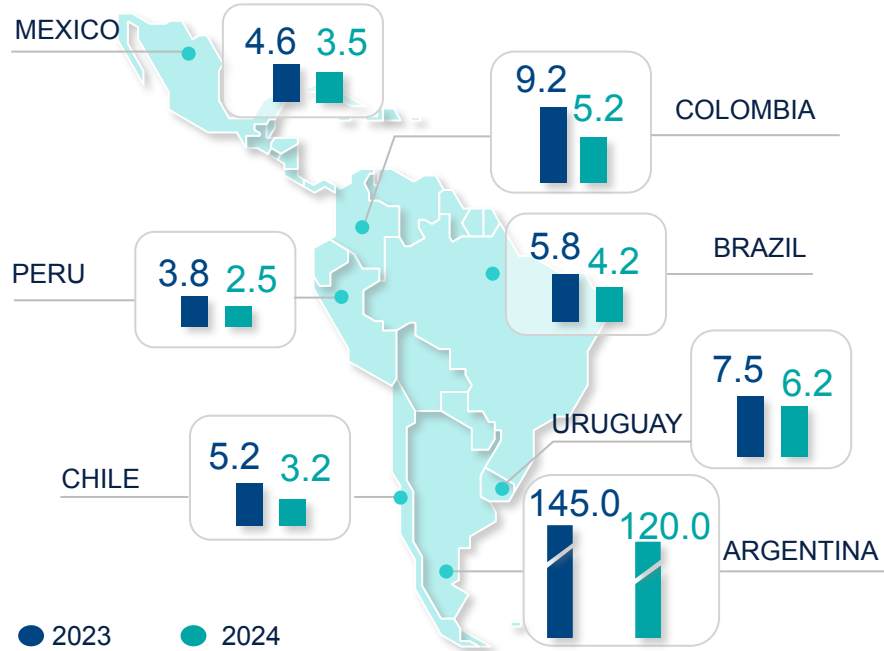 MEXICO
4.6 3.5
9.2 5.2
COLOMBIA
PERU
3.8 2.5
5.8 4.2
BRAZIL
7.5 6.2
URUGUAY
CHILE
5.2 3.2
145.0 120.0
ARGENTINA
2023 2024